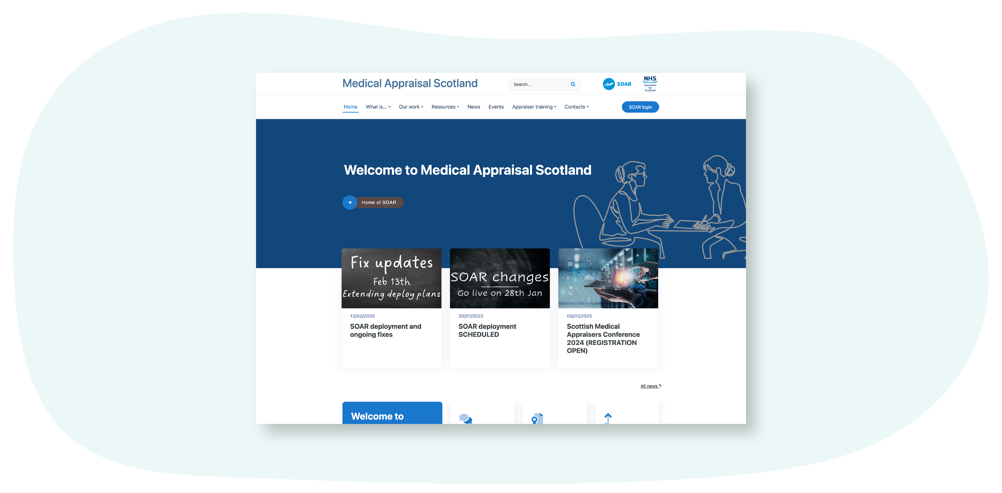 Medical Appraisal Scotland
Search...
SOAR
NHS
Education
for
Scotland
Home
What is...
Our work
Resources
News
Events
Appraiser training
Contacts
SOAR login
Welcome to Medical Appraisal Scotland
Home of SOAR
Fix updates
Feb 13th
Extending deploy plans
SOAR changes
Go live on 28th Jan
13/02/2025
SOAR deployment and
ongoing fixes
20/01/2025
SOAR deployment
SCHEDULED
09/01/2025
Scottish Medical
Appraisers Conference
2024 (REGISTRATION
OPEN)
All news
Welcome to